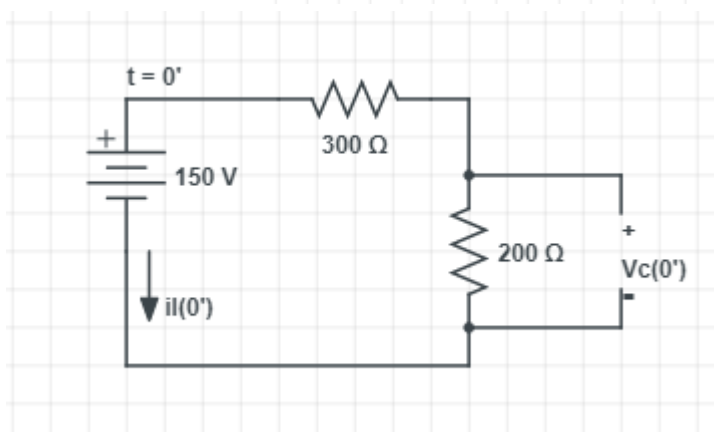 t = 0'
+
300 Ω
150 V
+
200 Ω
Vc(0')
-
il(0')